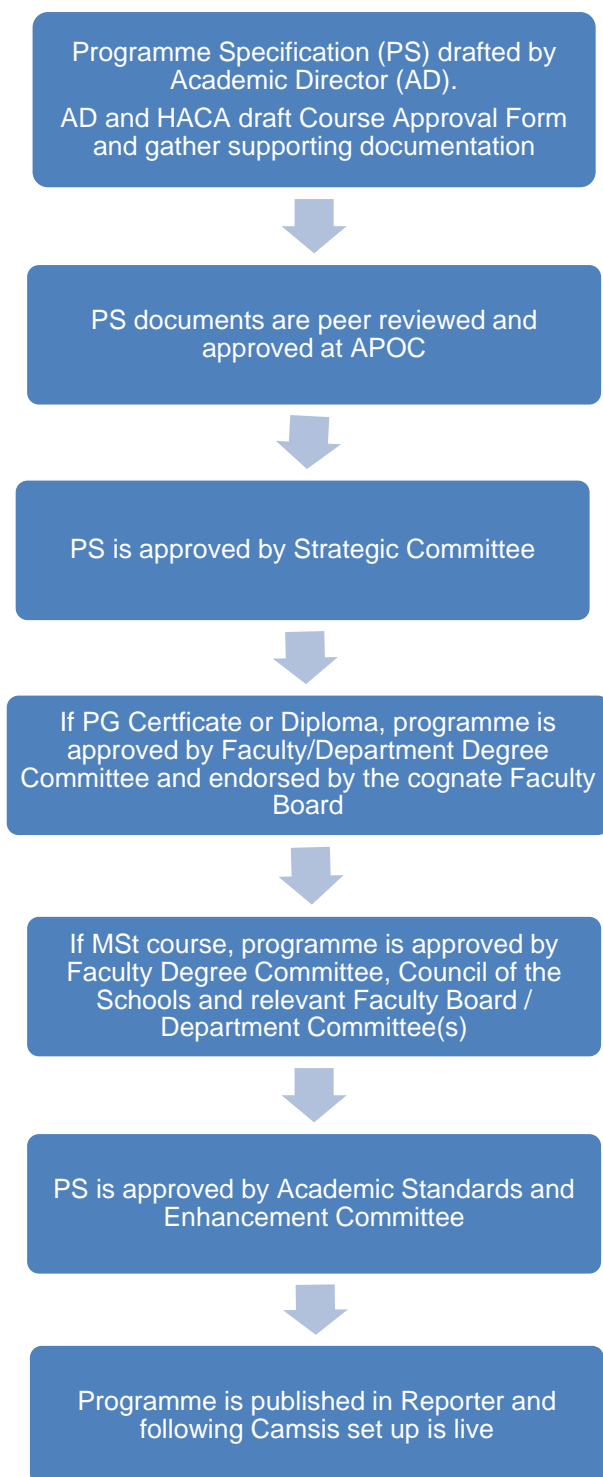 Programme Specification (PS) drafted by
Academic Director (AD).
AD and HACA draft Course Approval Form
and gather supporting documentation
PS documents are peer reviewed and
approved at APOC
PS is approved by Strategic Committee
If PG Certficate or Diploma, programme is
approved by Faculty/Department Degree
Committee and endorsed by the cognate Faculty
Board
If MSt course, programme is approved by
Faculty Degree Committee, Council of the
Schools and relevant Faculty Board /
Department Committee(s)
PS is approved by Academic Standards and
Enhancement Committee
Programme is published in Reporter and
following Camsis set up is live